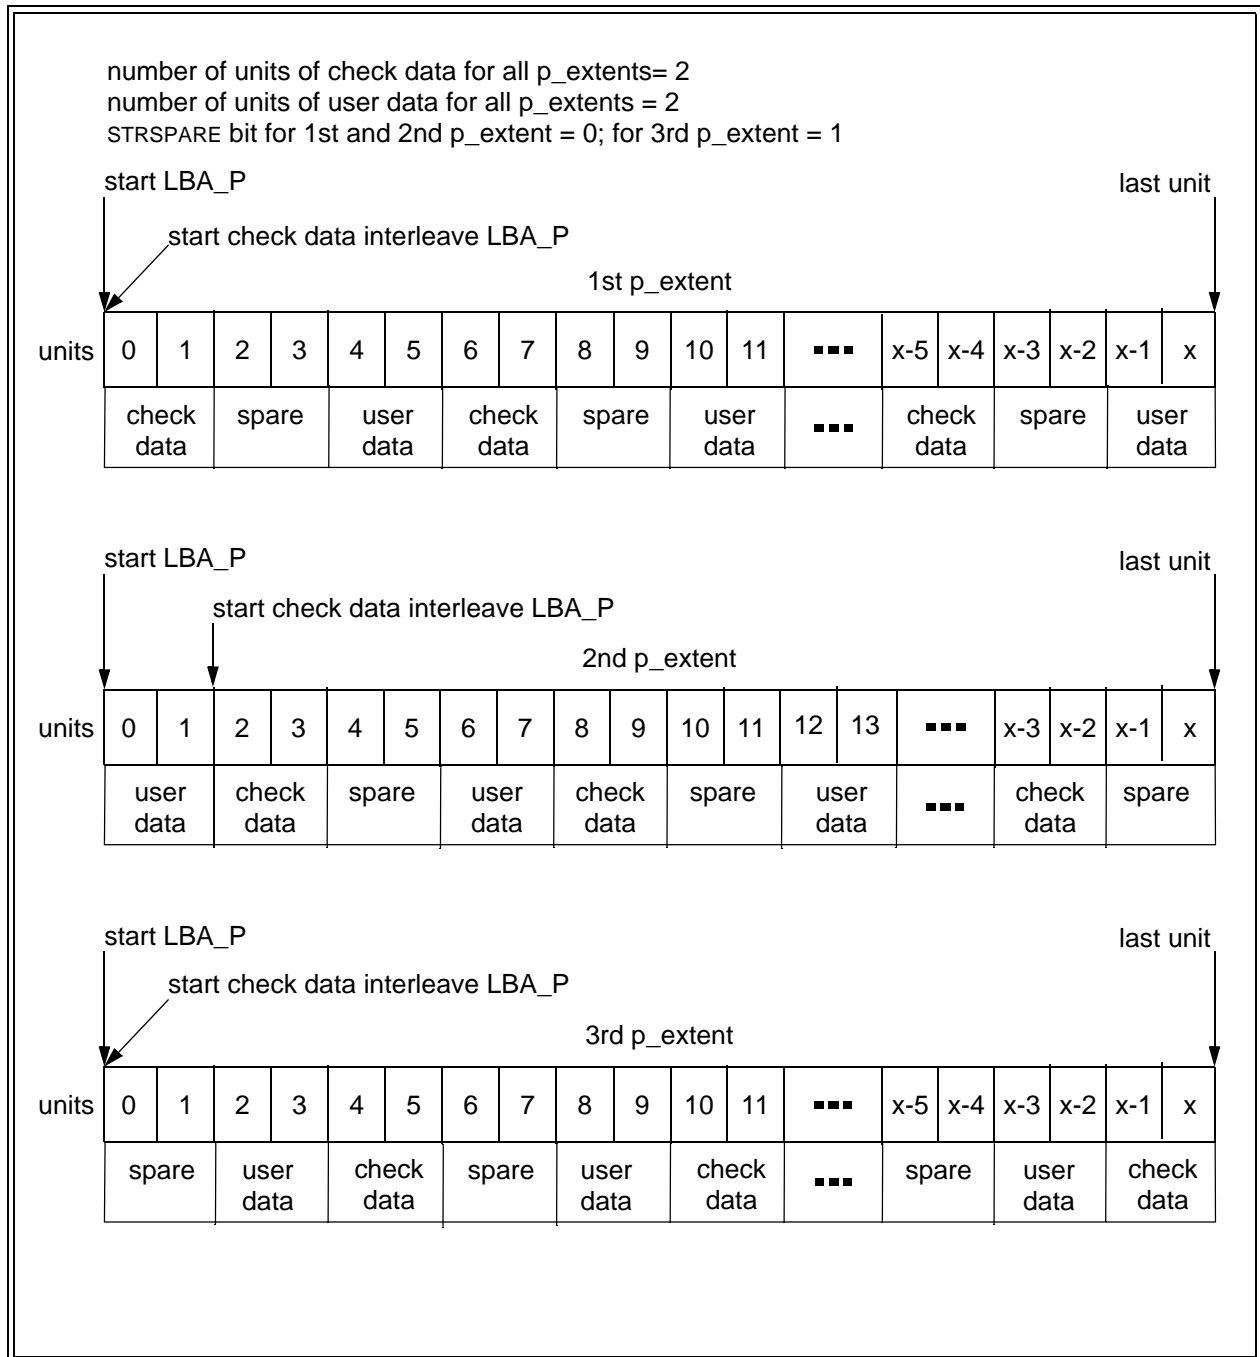 number of units of check data for all p_extents= 2
number of units of user data for all p_extents = 2
STRSPARE bit for 1st and 2nd p_extent = 0; for 3rd p_extent = 1
start LBA_P last unit
start check data interleave LBA_P
1st p_extent
units 0 1 2 3 4 5 6 7 8 9 10 11 ... x-5 x-4 x-3 x-2 x-1 x
check spare user check spare user ... check spare user
data data data data data data
start LBA_P last unit
start check data interleave LBA_P
2nd p_extent
units 0 1 2 3 4 5 6 7 8 9 10 11 12 13 ... x-3 x-2 x-1 x
user check spare user check spare user ... check spare
data data data data data data
start LBA_P last unit
start check data interleave LBA_P
3rd p_extent
units 0 1 2 3 4 5 6 7 8 9 10 11 ... x-5 x-4 x-3 x-2 x-1 x
spare user check spare user check ... spare user check
data data data data data data